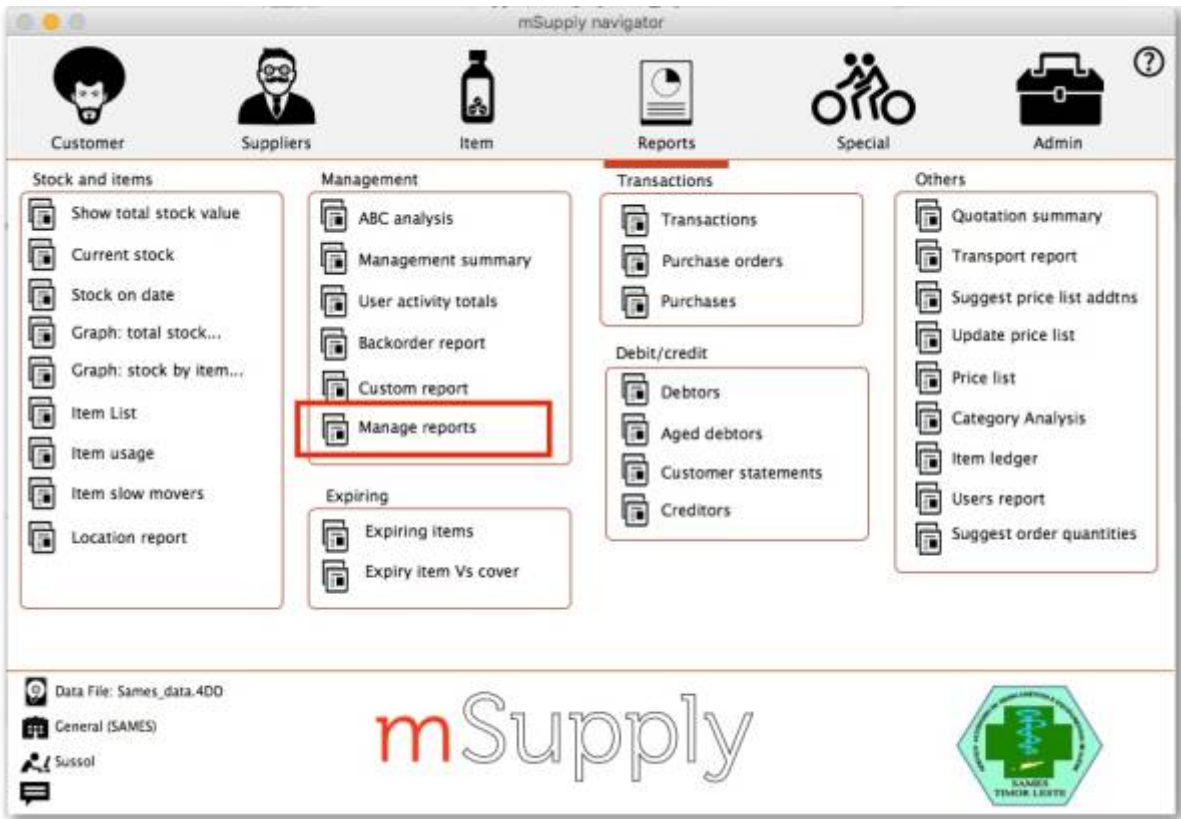 mSupply navigator
Customer
Suppliers
Item
Reports
Special
Admin
?
Stock and items
Show total stock value
Current stock
Stock on date
Graph: total stock...
Graph: stock by item...
Item List
Item usage
Item slow movers
Location report
Management
ABC analysis
Management summary
User activity totals
Backorder report
Custom report
Manage reports
Expiring
Expiring items
Expiry item Vs cover
Transactions
Transactions
Purchase orders
Purchases
Debit/credit
Debtors
Aged debtors
Customer statements
Creditors
Others
Quotation summary
Transport report
Suggest price list addtns
Update price list
Price list
Category Analysis
Item ledger
Users report
Suggest order quantities
Data File: Sames_data.4DD
General (SAMES)
Sussol
mSupply
SAMES
TIMOR LESTE